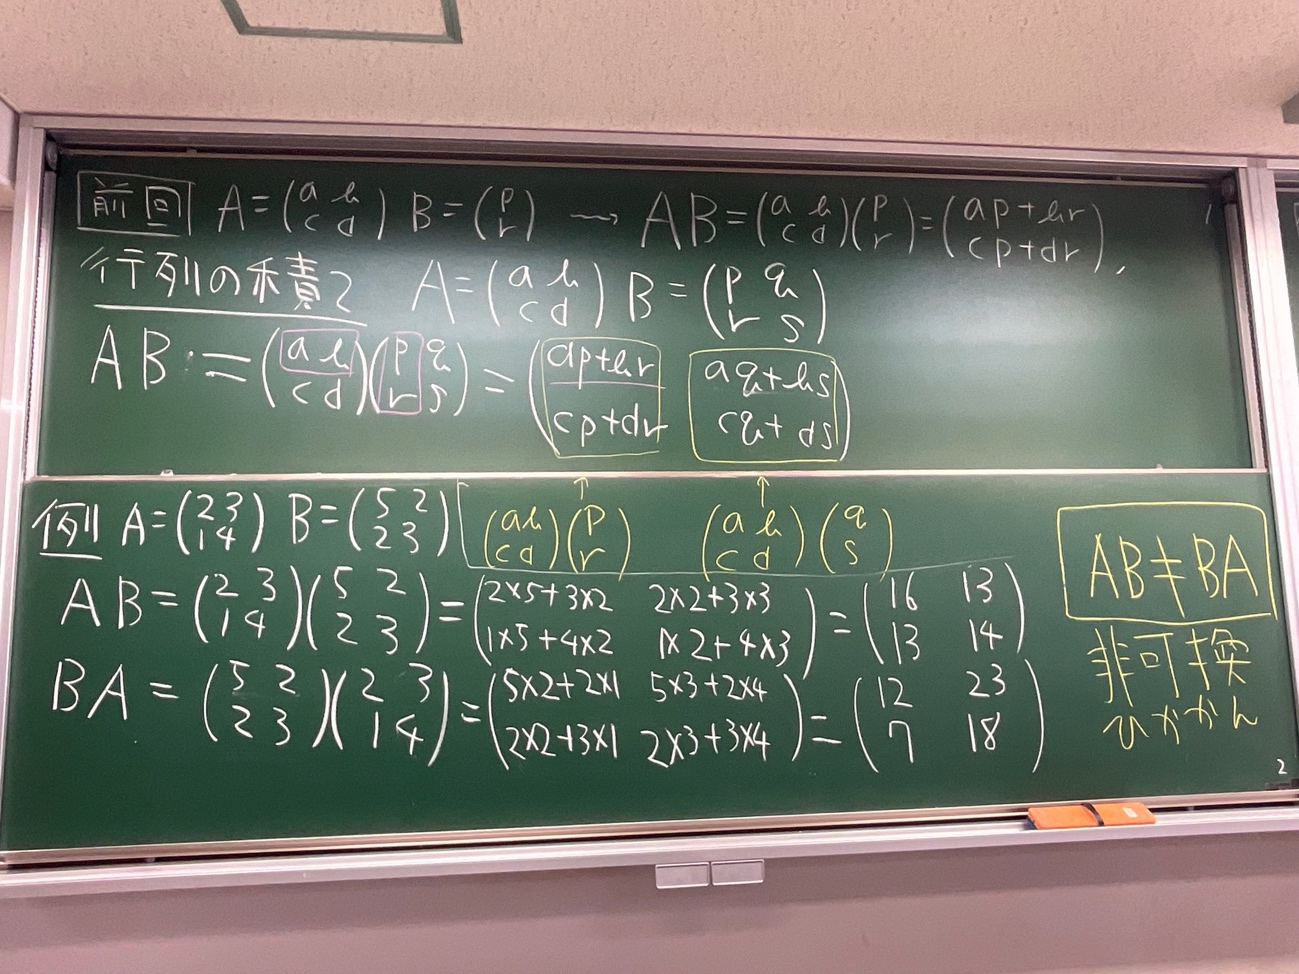 前回 A=(a b
c d) B=(p
r) ⇝ AB=(a b
c d)(p
r)=(ap+br
cp+dr),
行列の積2 A=(a b
c d) B=(p q
r s)
AB:=(a b
c d)(p q
r s)=(ap+br aq+bs
cp+dr cq+ds)
例 A=(2 3
1 4) B=(5 2
2 3)
↑ ↑
(a b
c d)(p
r) (a b
c d)(q
s)
AB=(2 3
1 4)(5 2
2 3)=(2×5+3×2 2×2+3×3
1×5+4×2 1×2+4×3)=(16 13
13 14)
BA=(5 2
2 3)(2 3
1 4)=(5×2+2×1 5×3+2×4
2×2+3×1 2×3+3×4)=(12 23
7 18)
AB≠BA
非可換
ひかかん
1
2